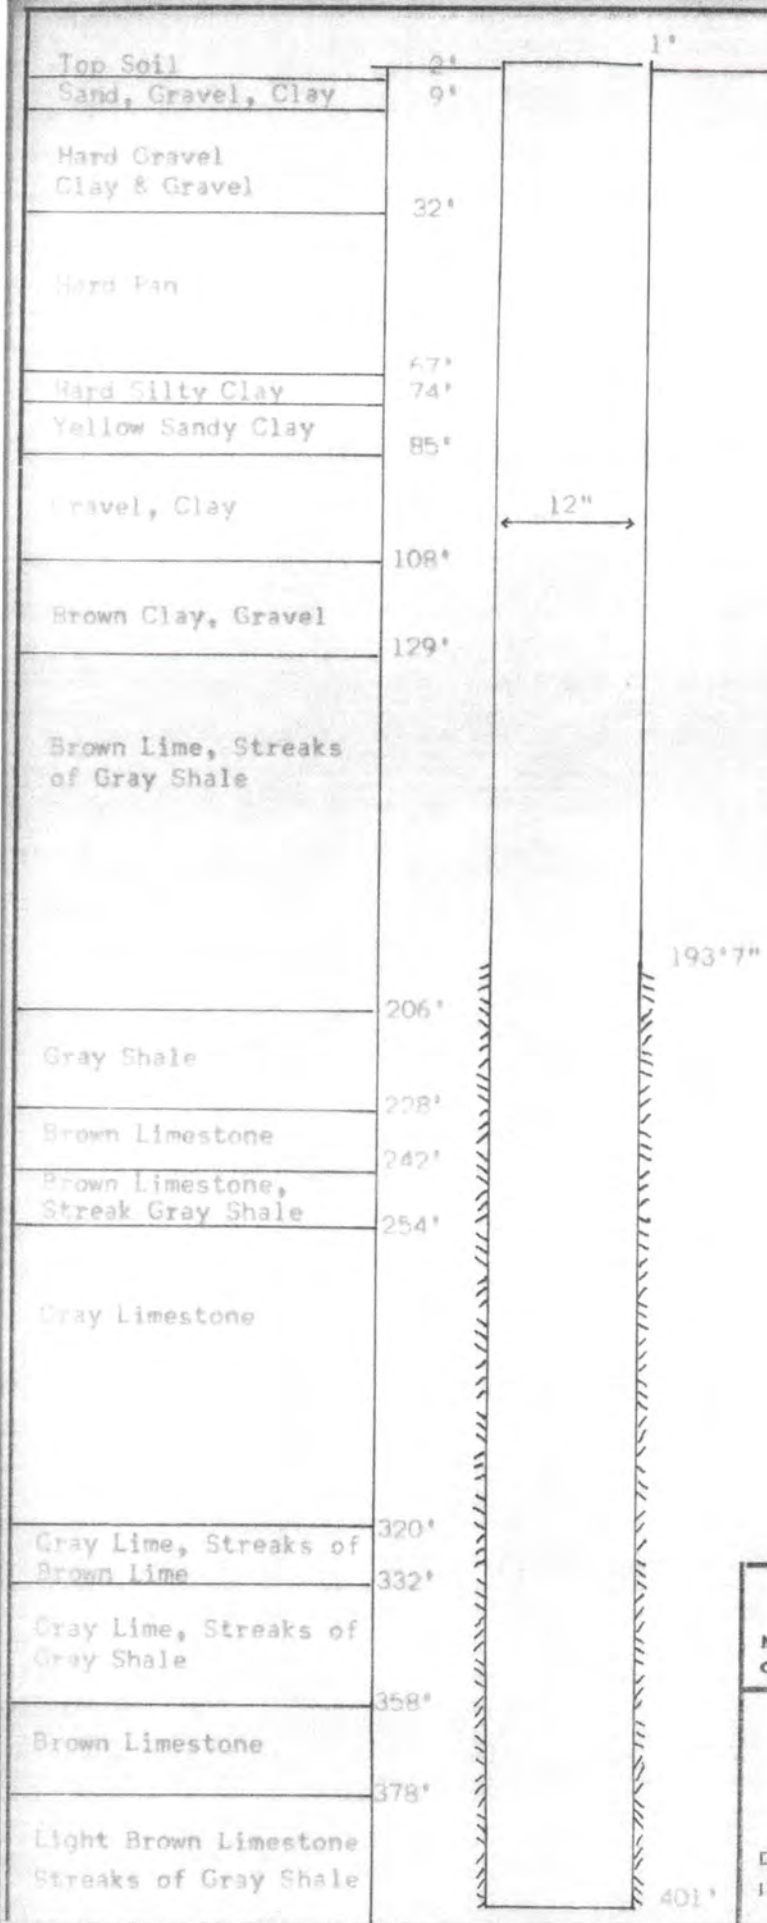 1'
Top Soil 2'
Sand, Gravel, Clay 9'
Hard Gravel
Clay & Gravel
32'
Hard Pan
67'
Hard Silty Clay 74'
Yellow Sandy Clay
85'
Gravel, Clay
12"
108'
Brown Clay, Gravel
129'
Brown Lime, Streaks
of Gray Shale
193'7"
206'
Gray Shale
228'
Brown Limestone
242'
Brown Limestone,
Streak Gray Shale
254'
Gray Limestone
320'
Gray Lime, Streaks of
Brown Lime
332'
Gray Lime, Streaks of
Gray Shale
358'
Brown Limestone
378'
Light Brown Limestone
Streaks of Gray Shale
401'